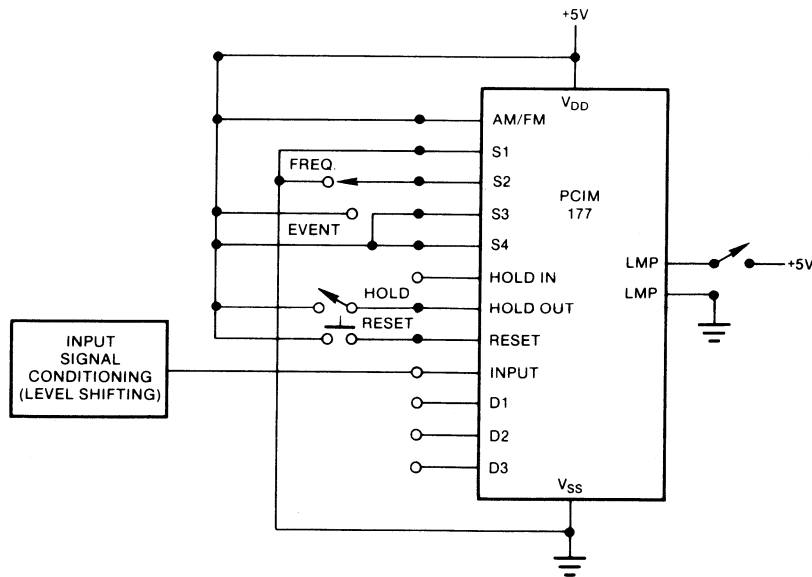 +5V
VDD
AM/FM
S1
FREQ.
S2
PCIM
177
S3
EVENT
S4
LMP
+5V
HOLD IN
HOLD
LMP
HOLD OUT
RESET
RESET
INPUT
SIGNAL
CONDITIONING
(LEVEL SHIFTING)
INPUT
D1
D2
D3
VSS